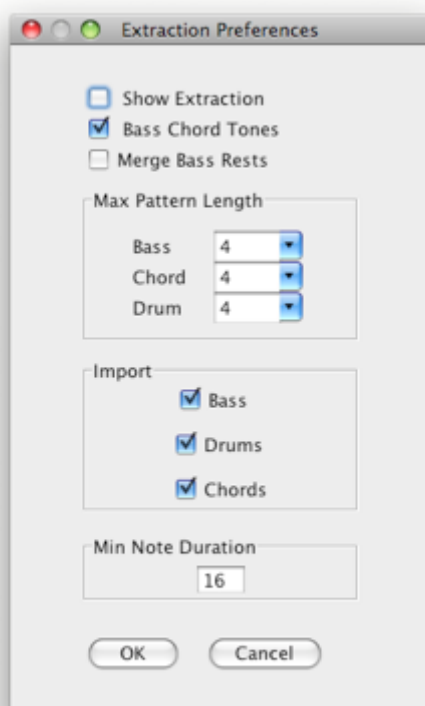 Extraction Preferences
Show Extraction
Bass Chord Tones
Merge Bass Rests
Max Pattern Length
Bass 4
Chord 4
Drum 4
Import
Bass
Drums
Chords
Min Note Duration
16
OK Cancel